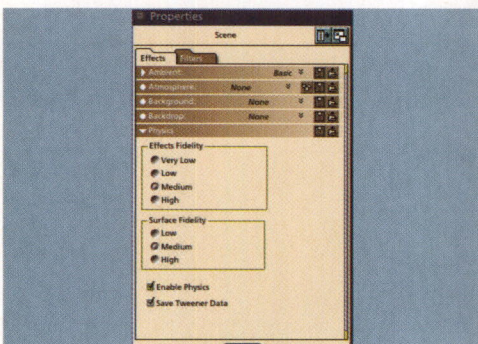 Properties
Scene
Effects Filters
Ambient: Basic
Atmosphere: None
Background: None
Backdrop: None
Physics
Effects Fidelity
Very Low
Low
Medium
High
Surface Fidelity
Low
Medium
High
Enable Physics
Save Tweener Data